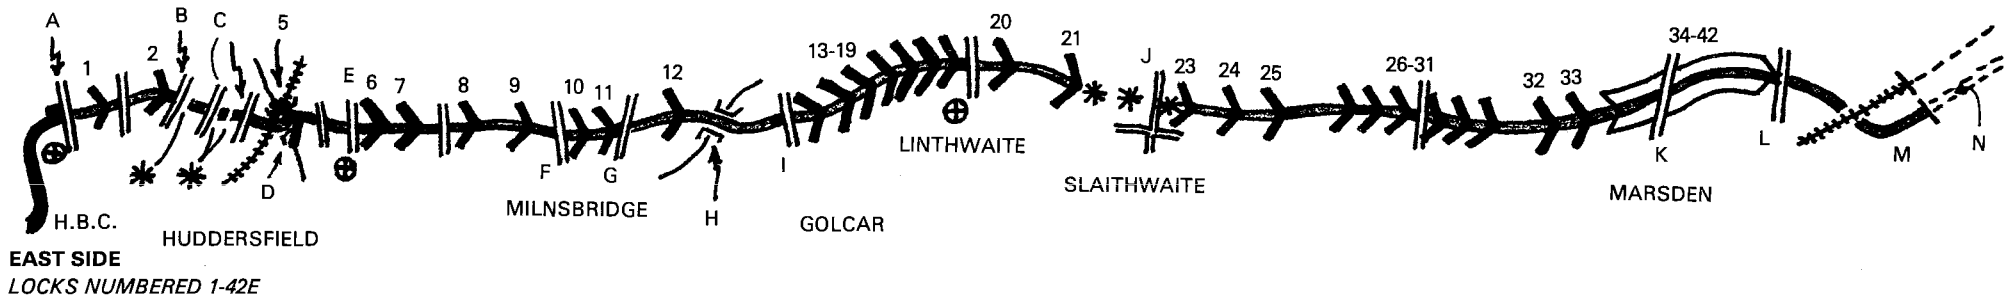 A
B
C
5
1
2
E
6
7
8
9
10
11
12
13-19
20
21
J
23
24
25
26-31
32
33
34-42
D
F
G
H
I
K
L
M
N
H.B.C.
HUDDERSFIELD
MILNSBRIDGE
GOLCAR
LINTHWAITE
SLAITHWAITE
MARSDEN
EAST SIDE
LOCKS NUMBERED 1-42E